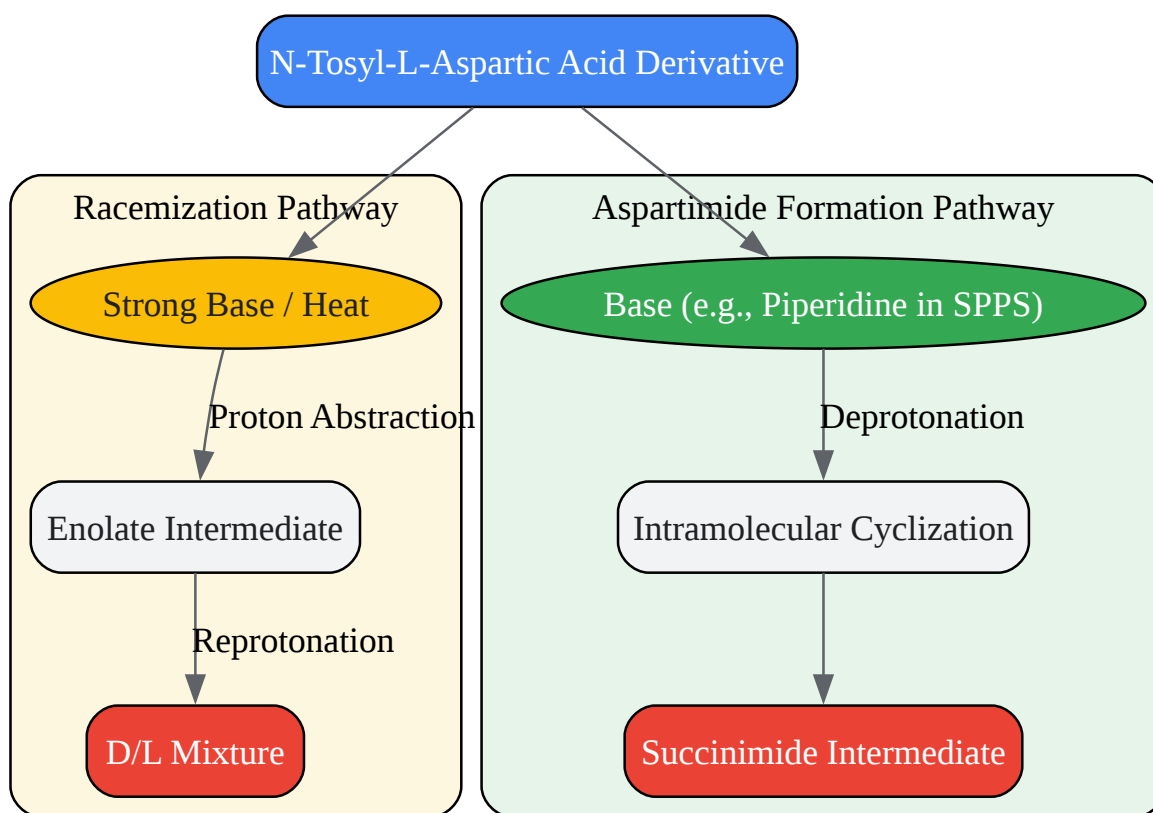 N-Tosyl-L-Aspartic Acid Derivative
Racemization Pathway
Strong Base / Heat
Proton Abstraction
Enolate Intermediate
Reprotonation
D/L Mixture
Aspartimide Formation Pathway
Base (e.g., Piperidine in SPPS)
Deprotonation
Intramolecular Cyclization
Succinimide Intermediate